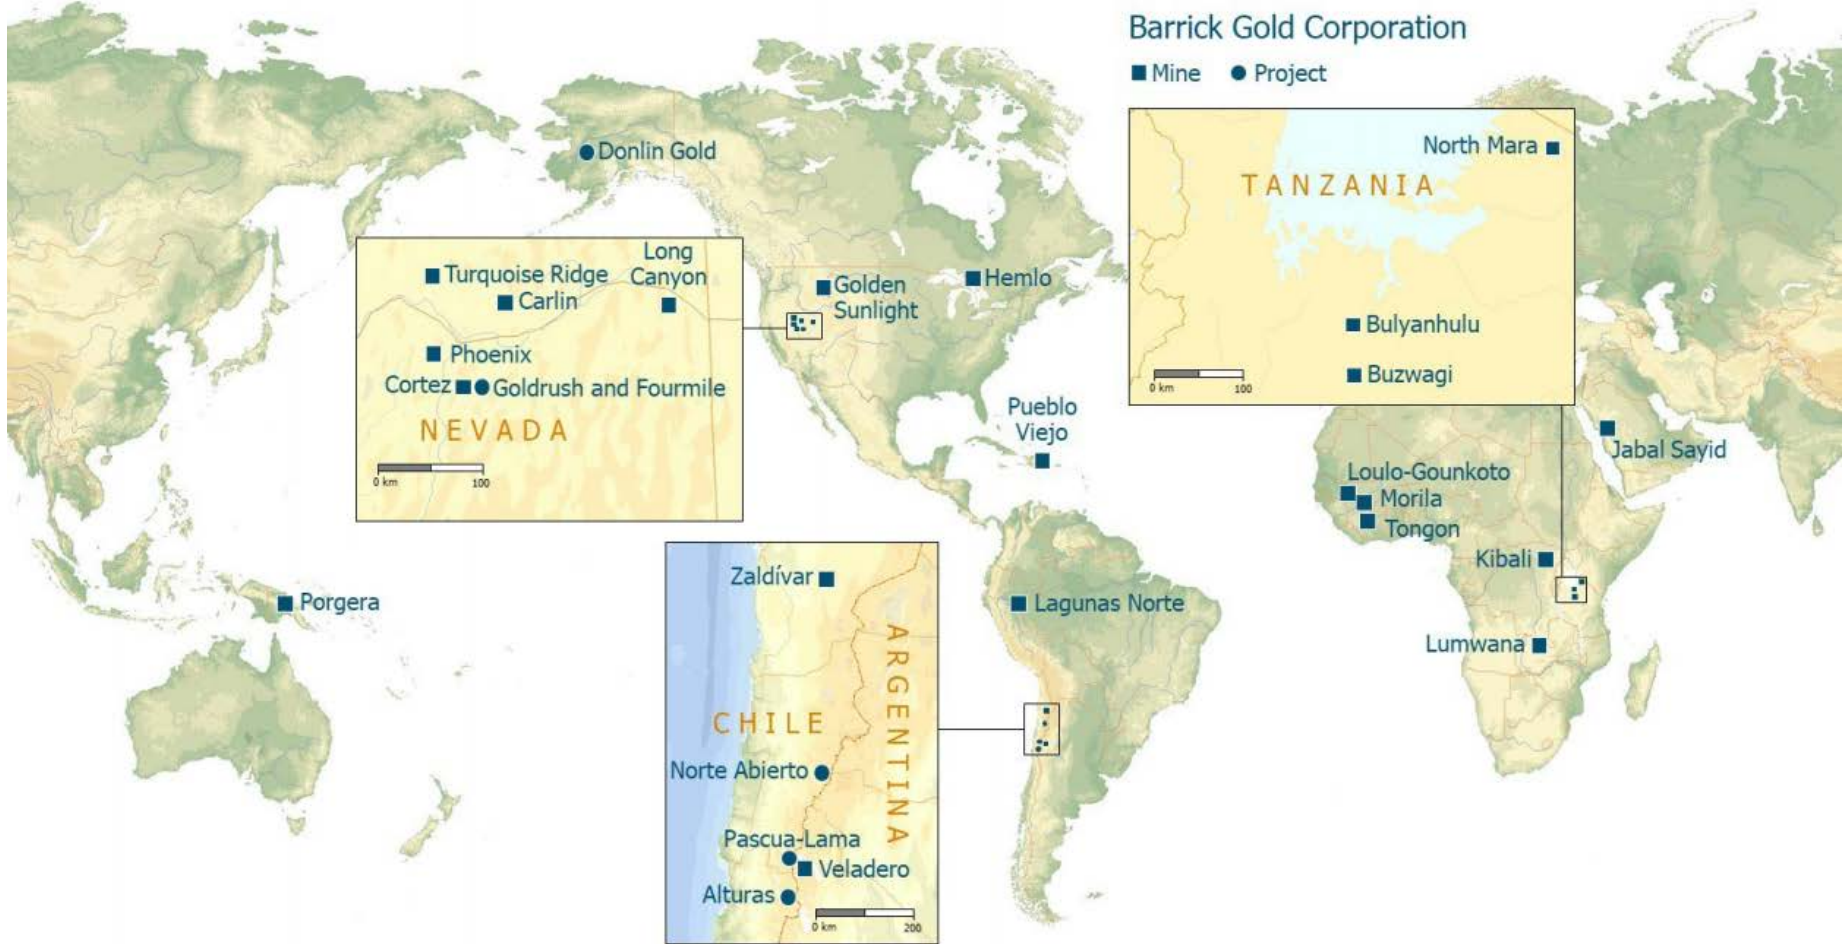 Barrick Gold Corporation
Mine
Project
Donlin Gold
Turquoise Ridge
Long
Canyon
Carlin
Phoenix
Cortez
Goldrush and Fourmile
NEVADA
0 km 100
Golden
Sunlight
Hemlo
Pueblo
Viejo
North Mara
TANZANIA
Bulyanhulu
Buzwagi
0 km 100
Jabal Sayid
Loulo-Gounkoto
Morila
Tongon
Kibali
Lumwana
Porgera
Lagunas Norte
Zaldívar
CHILE
ARGENTINA
Norte Abierto
Pascua-Lama
Veladero
Alturas
0 km 200